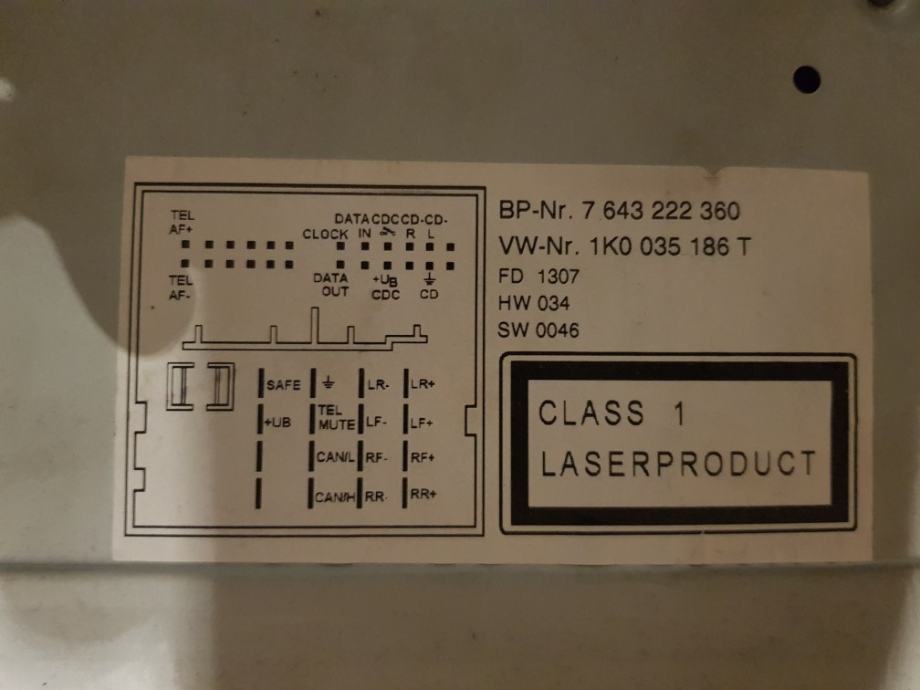 TEL
AF+
DATA CDC CD- CD-
CLOCK IN R L
TEL
AF-
DATA
OUT
+UB
CDC
CD
SAFE LR- LR+
+UB TEL
MUTE LF- LF+
CAN/L RF- RF+
CAN/H RR- RR+
BP-Nr. 7 643 222 360
VW-Nr. 1K0 035 186 T
FD 1307
HW 034
SW 0046
CLASS 1
LASERPRODUCT